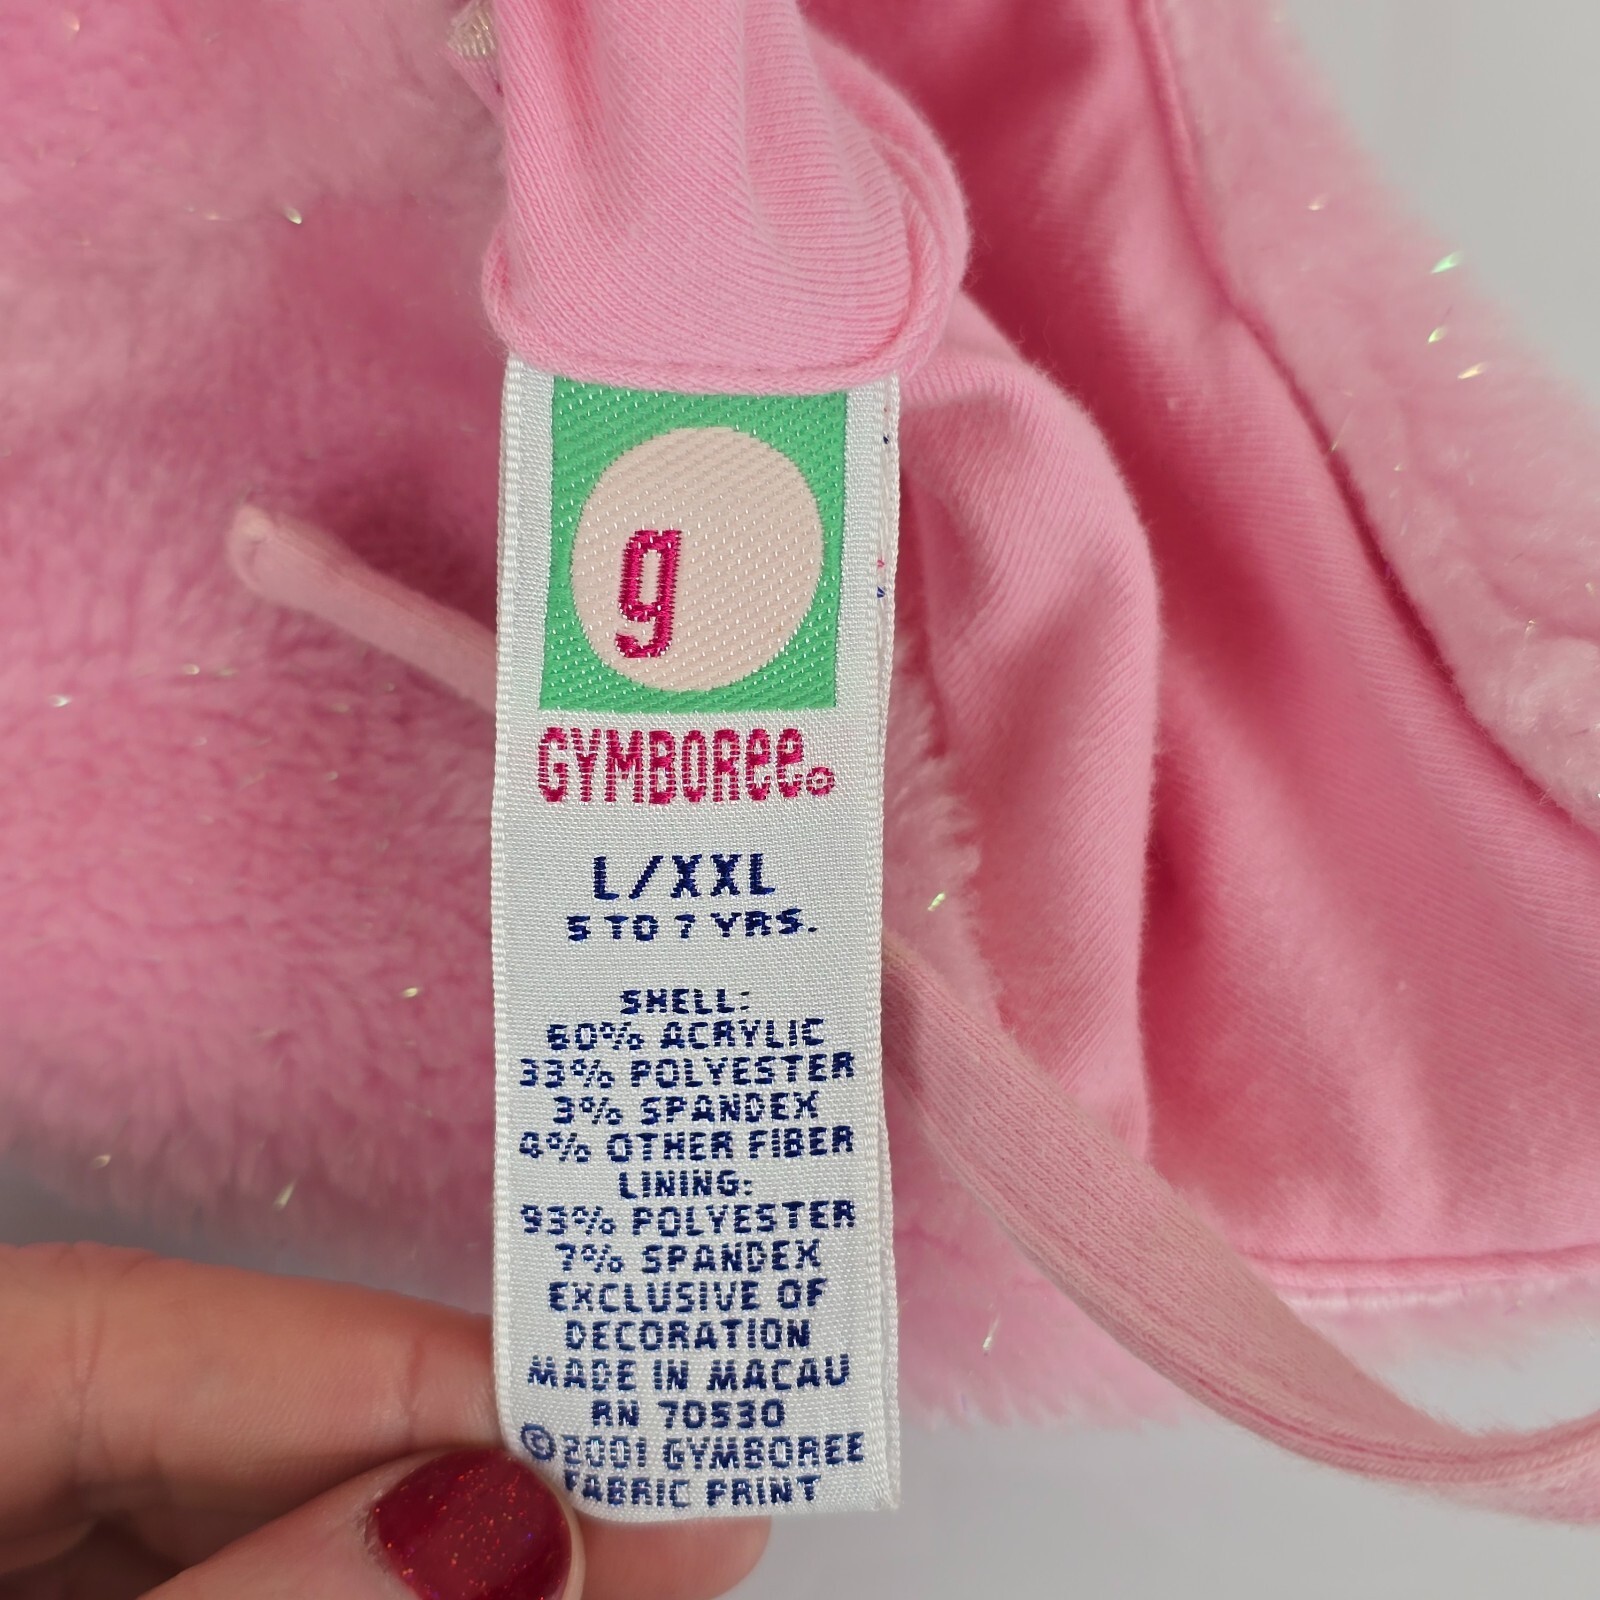 g
GYMBOREE®
L/XXL
5 TO 7 YRS.
SHELL:
60% ACRYLIC
33% POLYESTER
3% SPANDEX
4% OTHER FIBER
LINING:
93% POLYESTER
7% SPANDEX
EXCLUSIVE OF
DECORATION
MADE IN MACAU
RN 70530
©2001 GYMBOREE
FABRIC PRINT